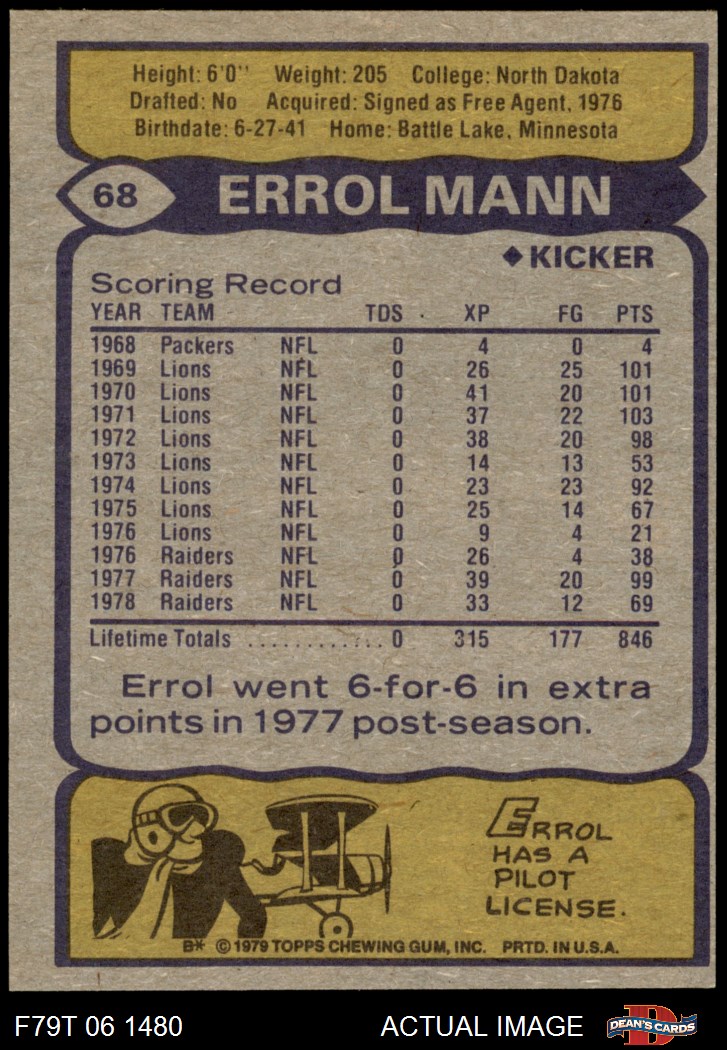 Height: 6'0" Weight: 205 College: North Dakota
Drafted: No Acquired: Signed as Free Agent, 1976
Birthdate: 6-27-41 Home: Battle Lake, Minnesota
68 ERROL MANN
◆KICKER
Scoring Record
YEAR TEAM TDS XP FG PTS
1968 Packers NFL 0 4 0 4
1969 Lions NFL 0 26 25 101
1970 Lions NFL 0 41 20 101
1971 Lions NFL 0 37 22 103
1972 Lions NFL 0 38 20 98
1973 Lions NFL 0 14 13 53
1974 Lions NFL 0 23 23 92
1975 Lions NFL 0 25 14 67
1976 Lions NFL 0 9 4 21
1976 Raiders NFL 0 26 4 38
1977 Raiders NFL 0 39 20 99
1978 Raiders NFL 0 33 12 69
Lifetime Totals ............ 0 315 177 846
Errol went 6-for-6 in extra
points in 1977 post-season.
ERROL
HAS A
PILOT
LICENSE.
B* © 1979 TOPPS CHEWING GUM, INC. PRTD. IN U.S.A.
F79T 06 1480 ACTUAL IMAGE D DEAN'S CARDS